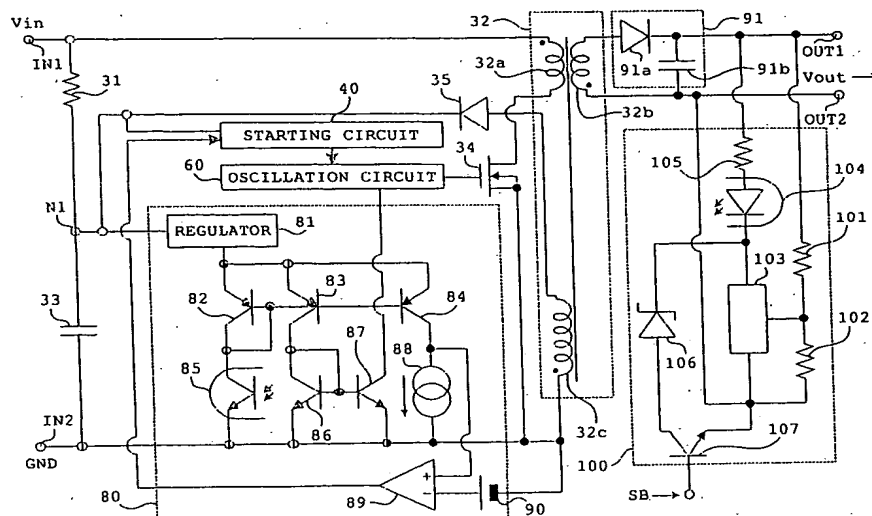 Vin
IN1
31
32
32a
91
91a
91b
OUT1
Vout
OUT2
35
40
STARTING CIRCUIT
34
32b
60
OSCILLATION CIRCUIT
105
104
N1
REGULATOR
81
101
82
83
84
103
33
85
87
88
102
106
86
32c
IN2
GND
100
107
80
+
−
89
90
SB